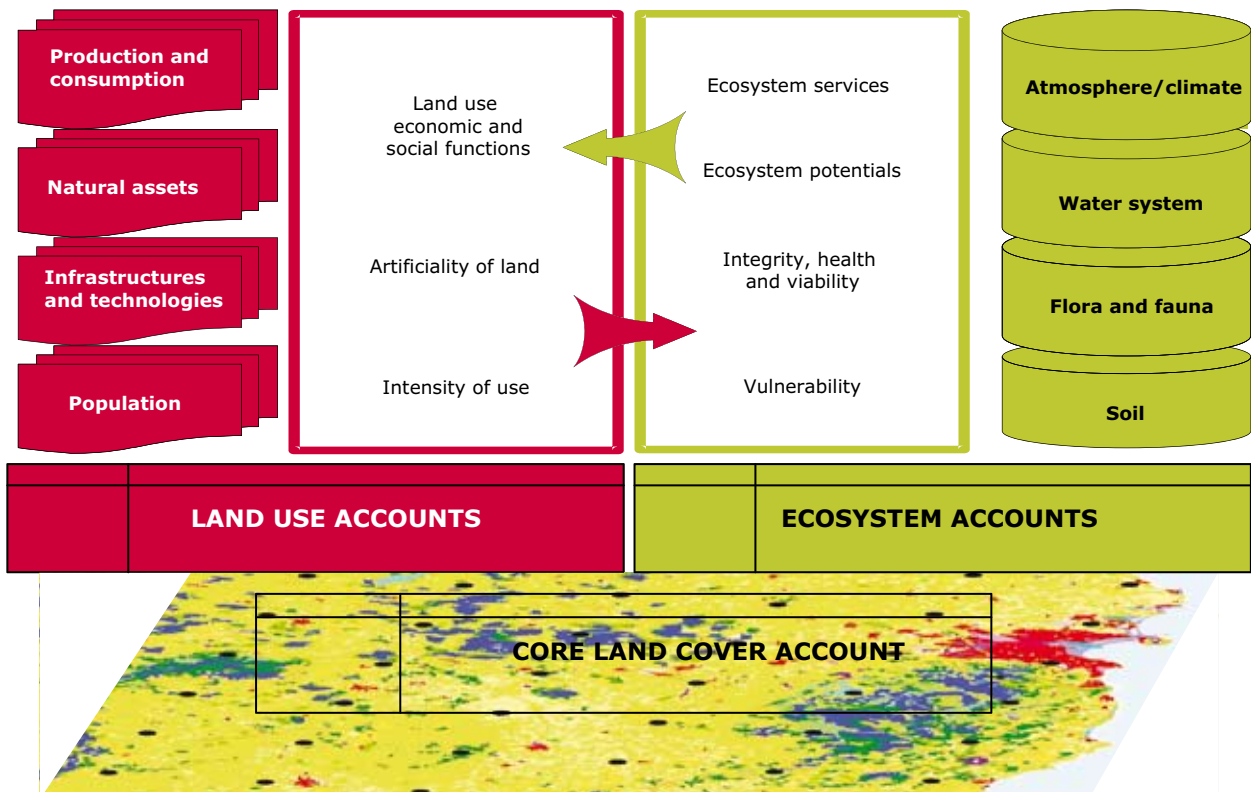 Production and
consumption
Natural assets
Infrastructures
and technologies
Population
Land use
economic and
social functions
Artificiality of land
Intensity of use
Ecosystem services
Ecosystem potentials
Integrity, health
and viability
Vulnerability
Atmosphere/climate
Water system
Flora and fauna
Soil
LAND USE ACCOUNTS
ECOSYSTEM ACCOUNTS
CORE LAND COVER ACCOUNT